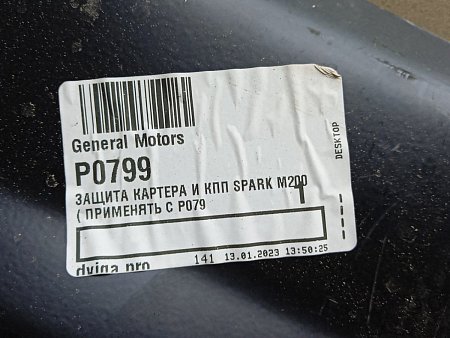 General Motors
P0799
ЗАЩИТА КАРТЕРА И КПП SPARK M200
( ПРИМЕНЯТЬ С P079
1
dviga.pro
141 13.01.2023 13:50:25
DESKTOP